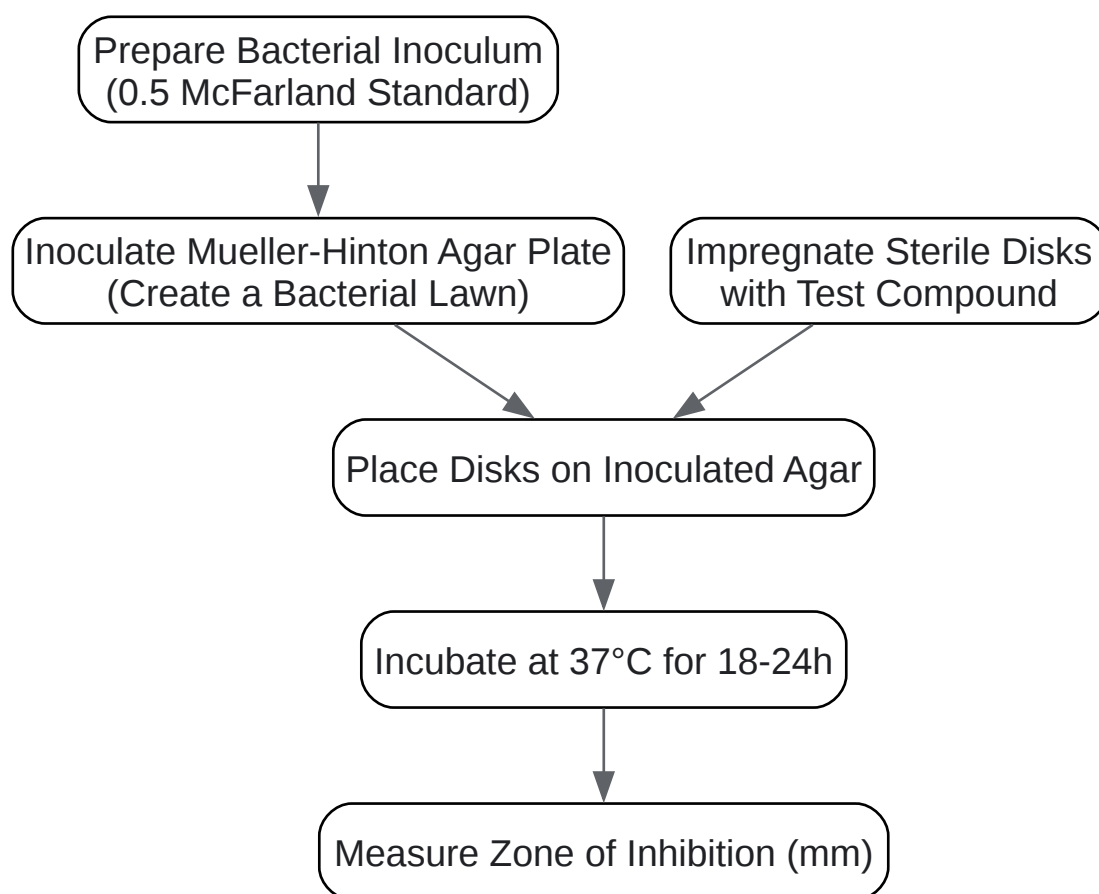 Prepare Bacterial Inoculum
(0.5 McFarland Standard)
Inoculate Mueller-Hinton Agar Plate
(Create a Bacterial Lawn)
Impregnate Sterile Disks
with Test Compound
Place Disks on Inoculated Agar
Incubate at 37°C for 18-24h
Measure Zone of Inhibition (mm)